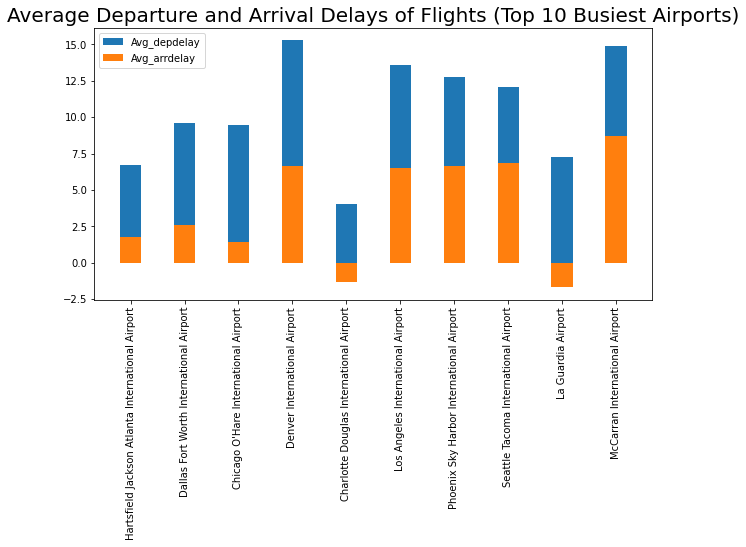 Average Departure and Arrival Delays of Flights (Top 10 Busiest Airports)
Avg_depdelay
Avg_arrdelay
15.0
12.5
10.0
7.5
5.0
2.5
0.0
−2.5
Hartsfield Jackson Atlanta International Airport
Dallas Fort Worth International Airport
Chicago O'Hare International Airport
Denver International Airport
Charlotte Douglas International Airport
Los Angeles International Airport
Phoenix Sky Harbor International Airport
Seattle Tacoma International Airport
La Guardia Airport
McCarran International Airport